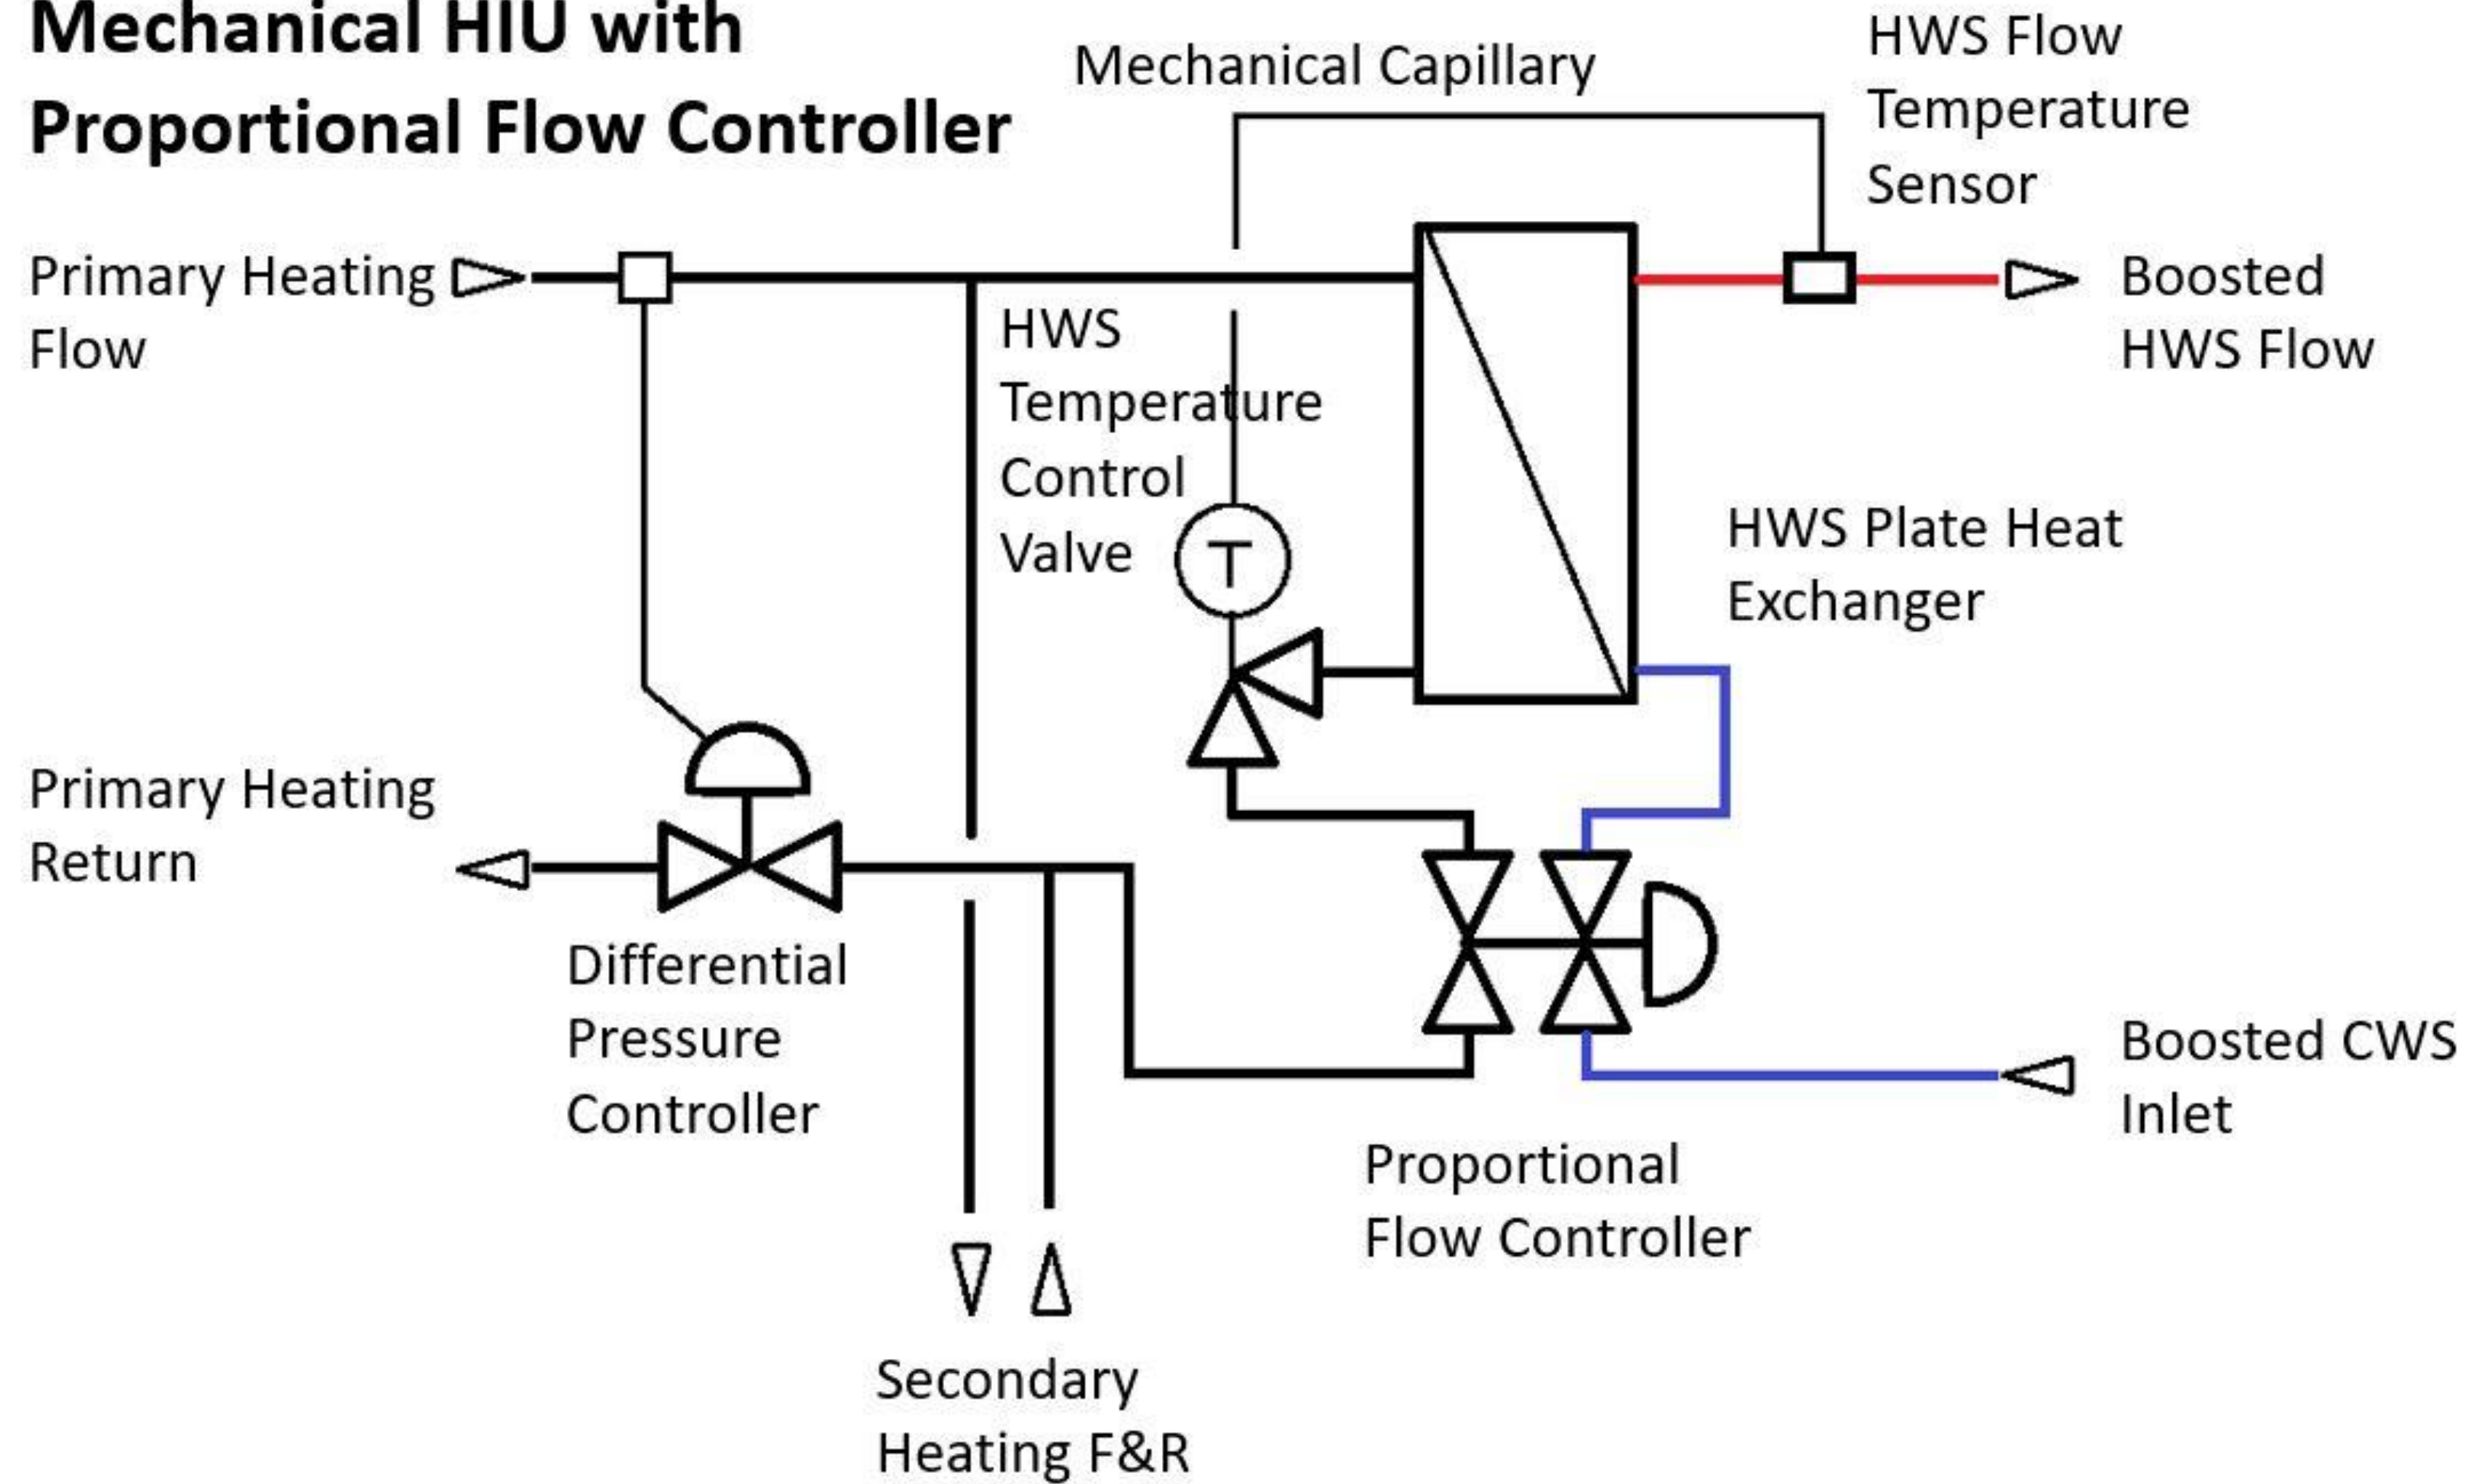 Mechanical HIU with
Proportional Flow Controller
Mechanical Capillary
HWS Flow
Temperature
Sensor
Primary Heating
Flow
HWS
Temperature
Control
Valve
T
Boosted
HWS Flow
HWS Plate Heat
Exchanger
Primary Heating
Return
Differential
Pressure
Controller
Boosted CWS
Inlet
Proportional
Flow Controller
Secondary
Heating F&R